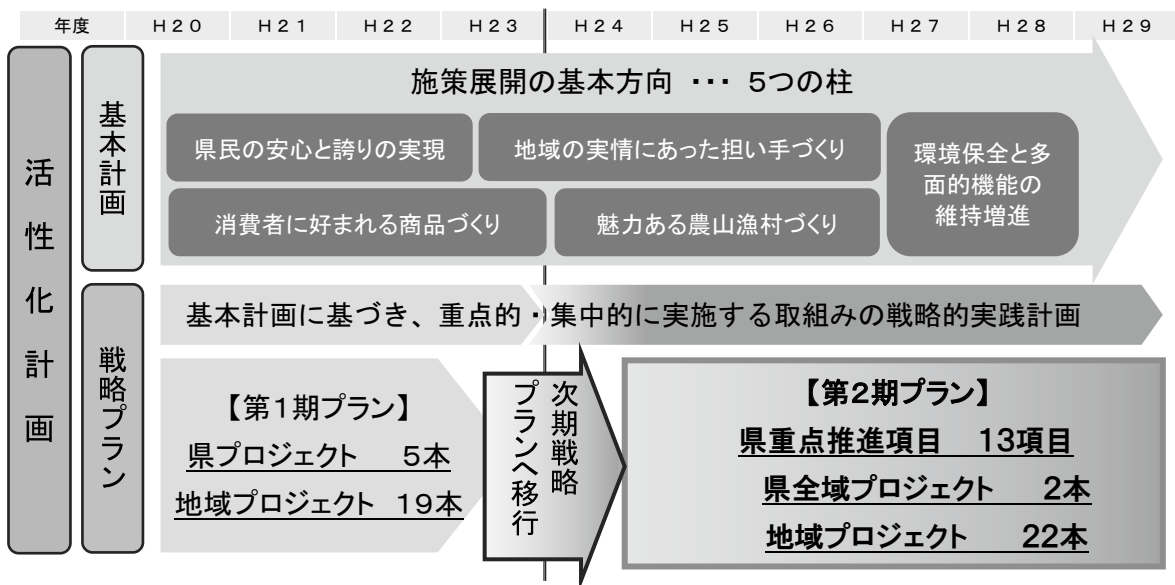 年度 H20 H21 H22 H23 H24 H25 H26 H27 H28 H29
活性化計画
基本計画
施策展開の基本方向 ・・・ 5つの柱
県民の安心と誇りの実現
地域の実情にあった担い手づくり
消費者に好まれる商品づくり
魅力ある農山漁村づくり
環境保全と多
面的機能の
維持増進
戦略プラン
基本計画に基づき、重点的・集中的に実施する取組みの戦略的実践計画
【第1期プラン】
県プロジェクト 5本
地域プロジェクト 19本
次期戦略
プランへ移行
【第2期プラン】
県重点推進項目 13項目
県全域プロジェクト 2本
地域プロジェクト 22本